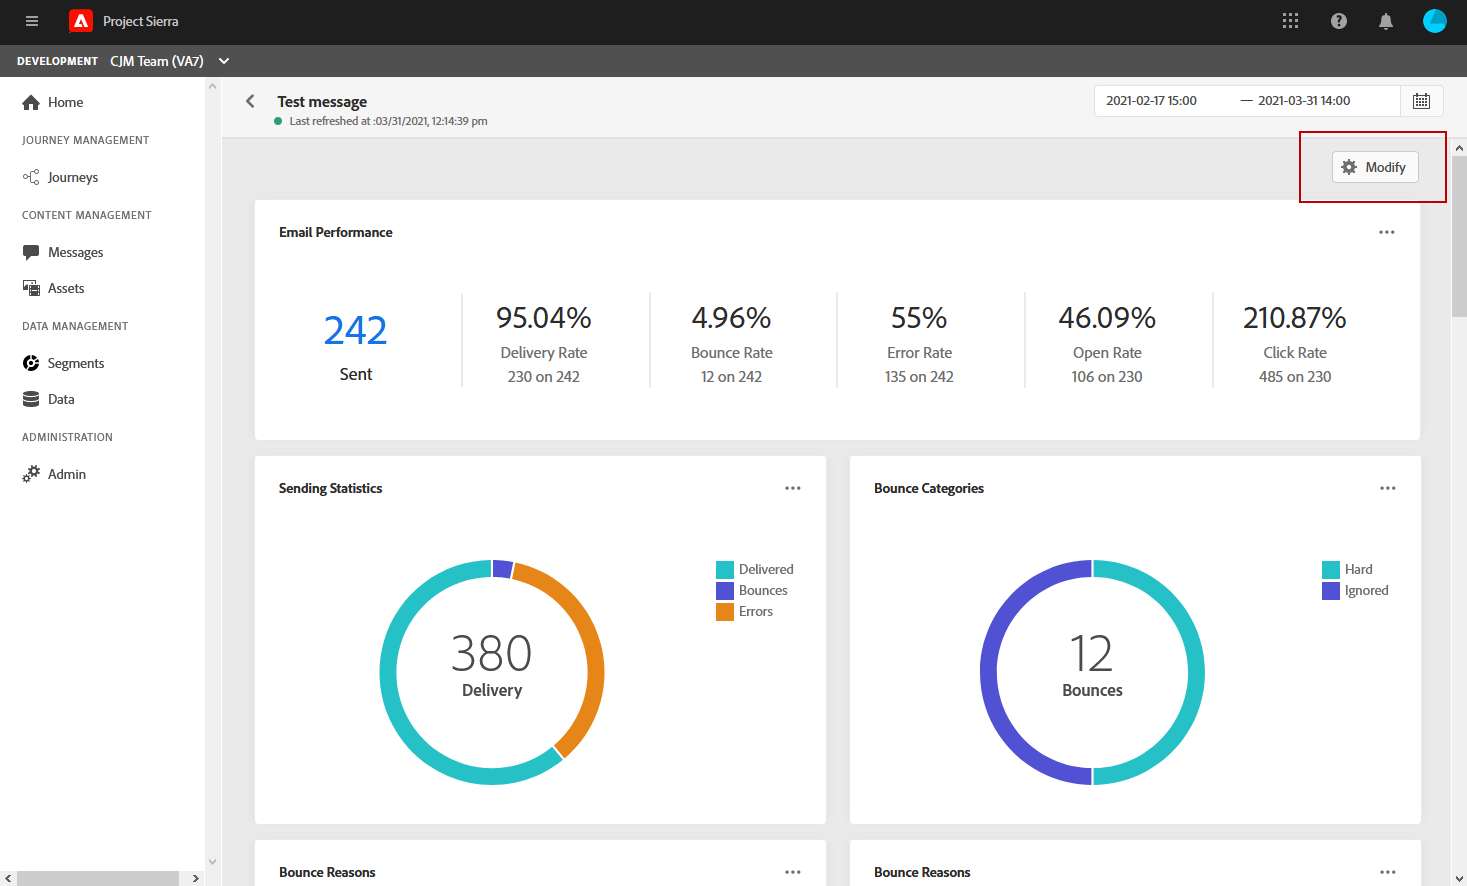 Project Sierra
DEVELOPMENT CJM Team (VA7)
Home
JOURNEY MANAGEMENT
Journeys
CONTENT MANAGEMENT
Messages
Assets
DATA MANAGEMENT
Segments
Data
ADMINISTRATION
Admin
Test message
Last refreshed at :03/31/2021, 12:14:39 pm
2021-02-17 15:00 — 2021-03-31 14:00
Modify
Email Performance
242
Sent
95.04%
Delivery Rate
230 on 242
4.96%
Bounce Rate
12 on 242
55%
Error Rate
135 on 242
46.09%
Open Rate
106 on 230
210.87%
Click Rate
485 on 230
Sending Statistics
380
Delivery
Delivered
Bounces
Errors
Bounce Categories
12
Bounces
Hard
Ignored
Bounce Reasons
Bounce Reasons